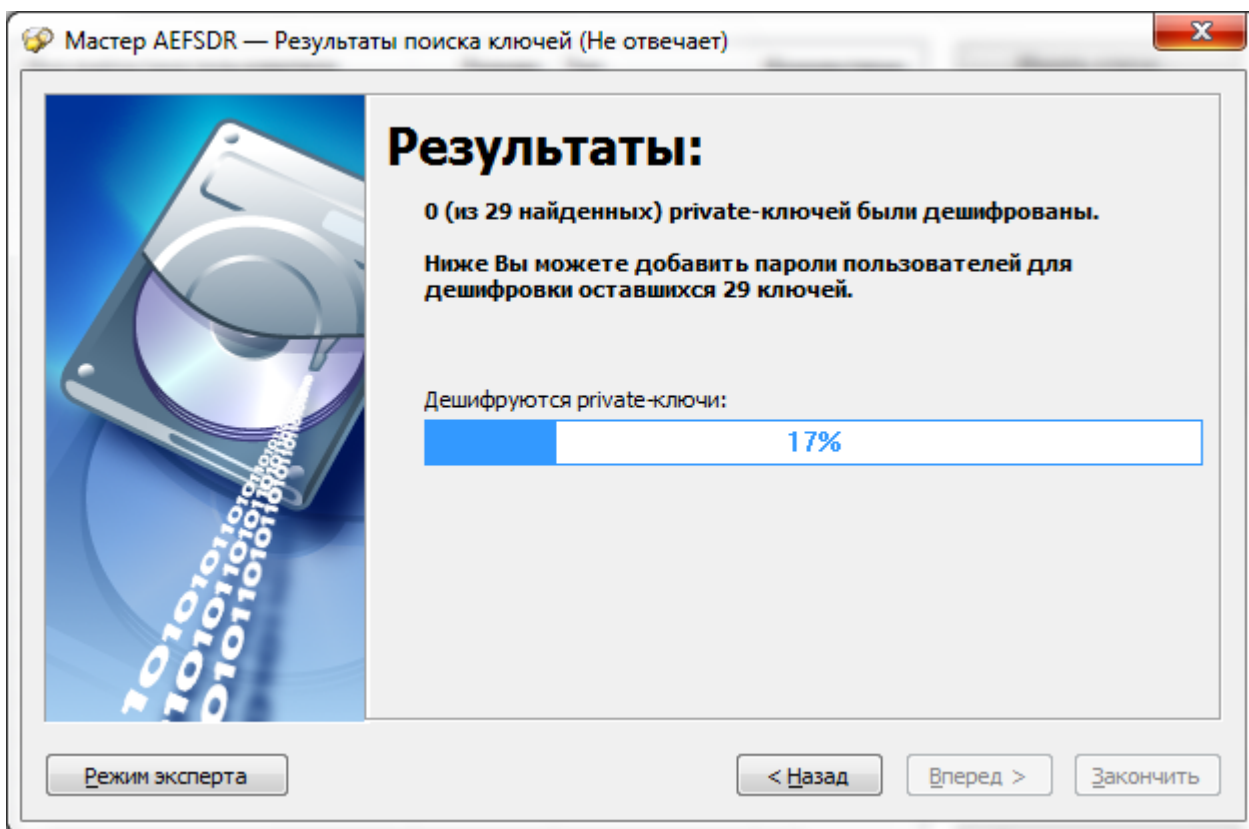 Мастер AEFSDR — Результаты поиска ключей (Не отвечает)
Результаты:
0 (из 29 найденных) private-ключей были дешифрованы.
Ниже Вы можете добавить пароли пользователей для
дешифровки оставшихся 29 ключей.
Дешифруются private-ключи:
17%
Режим эксперта
< Назад
Вперед >
Закончить